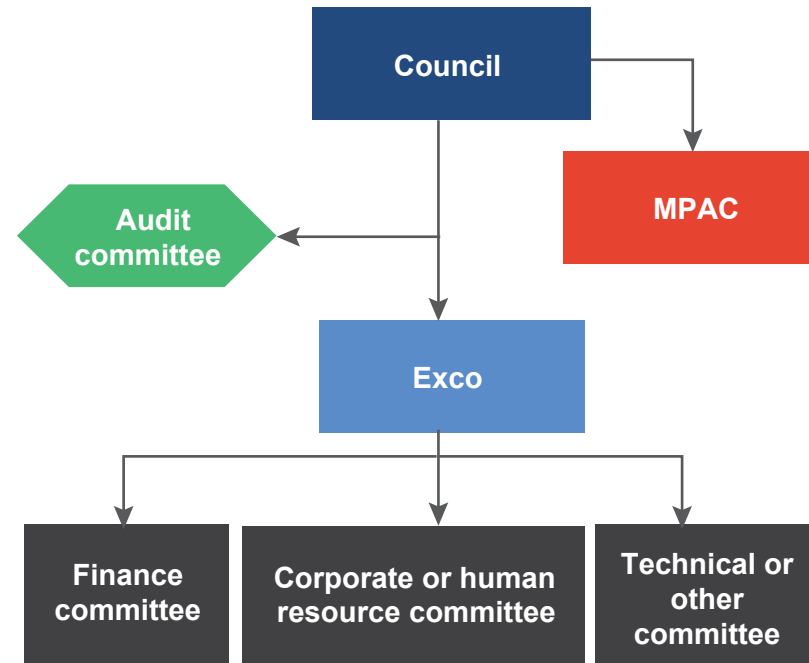 Council
MPAC
Audit
committee
Exco
Finance
committee
Corporate or human
resource committee
Technical or
other
committee